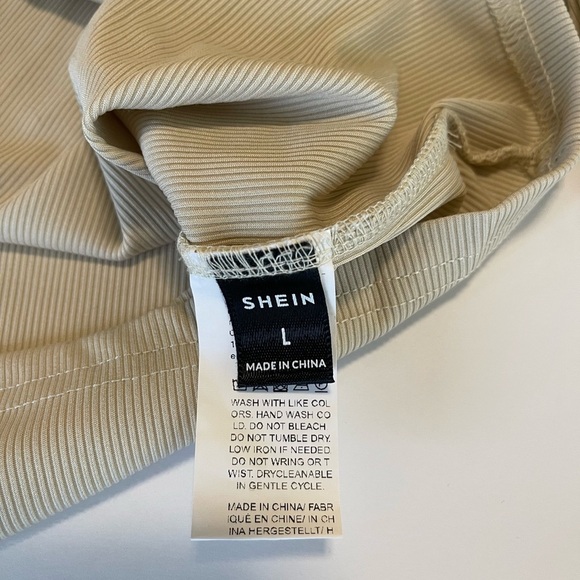 SHEIN
L
MADE IN CHINA
WASH WITH LIKE COL
ORS. HAND WASH CO
LD. DO NOT BLEACH
DO NOT TUMBLE DRY.
LOW IRON IF NEEDED.
DO NOT WRING OR T
WIST. DRYCLEANABLE
IN GENTLE CYCLE.
MADE IN CHINA/ FABR
IQUÉ EN CHINE/ IN CH
INA HERGESTELLT/ H